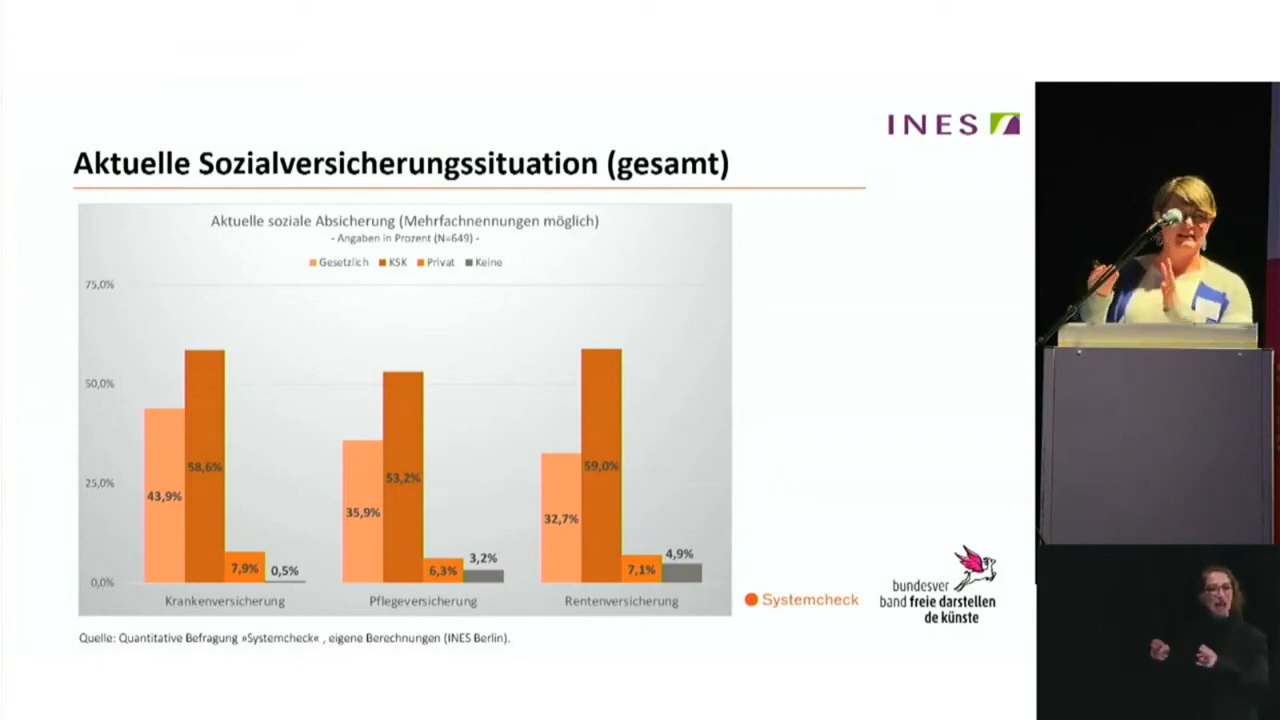 INES
Aktuelle Sozialversicherungssituation (gesamt)
Aktuelle soziale Absicherung (Mehrfachnennungen möglich)
- Angaben in Prozent (N=649) -
Gesetzlich KSK Privat Keine
75,0%
50,0%
25,0%
0,0%
43,9%
58,6%
7,9%
0,5%
35,9%
53,2%
6,3%
3,2%
32,7%
59,0%
7,1%
4,9%
Krankenversicherung Pflegeversicherung Rentenversicherung
Systemcheck
bundesver
band freie darstellen
de künste
Quelle: Quantitative Befragung »Systemcheck« , eigene Berechnungen (INES Berlin).